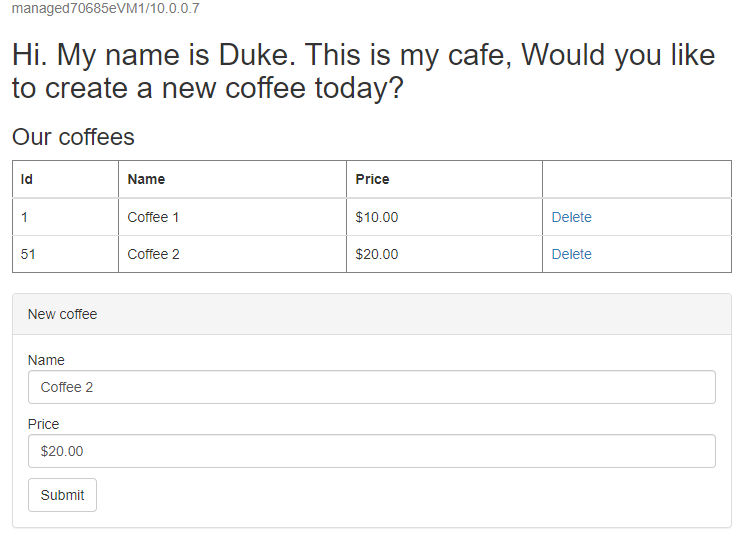 managed70685eVM1/10.0.0.7
Hi. My name is Duke. This is my cafe, Would you like
to create a new coffee today?
Our coffees
Id Name Price
1 Coffee 1 $10.00 Delete
51 Coffee 2 $20.00 Delete
New coffee
Name
Coffee 2
Price
$20.00
Submit